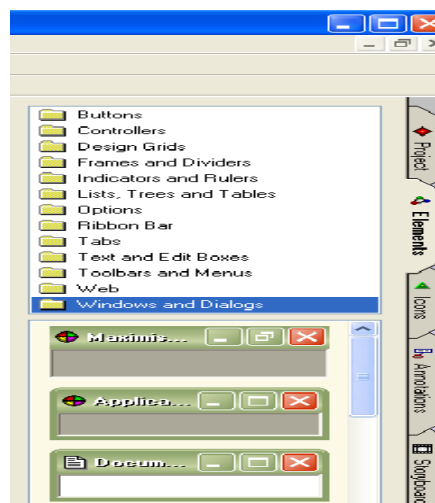 Buttons
Controllers
Design Grids
Frames and Dividers
Indicators and Rulers
Lists, Trees and Tables
Options
Ribbon Bar
Tabs
Text and Edit Boxes
Toolbars and Menus
Web
Windows and Dialogs
Maximis...
Applica...
Docum...
Project
Elements
Icons
Annotations
Storyboard